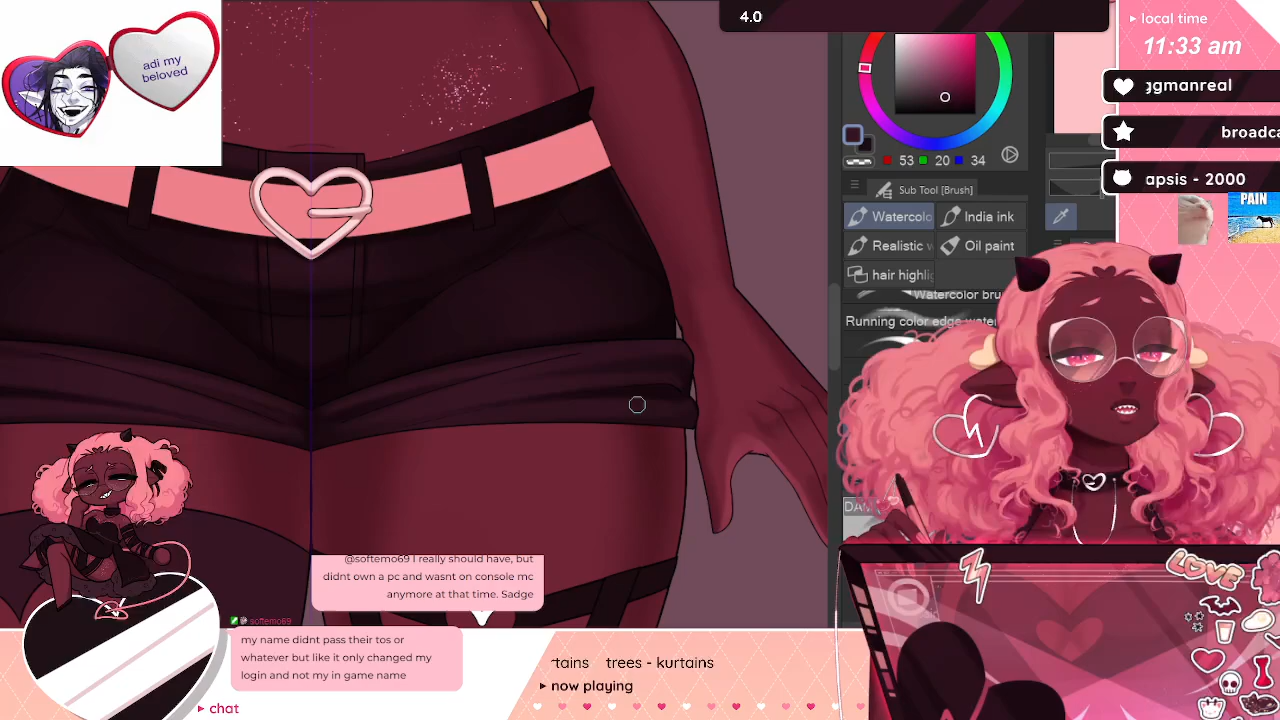 adi my
beloved
4.0
local time
11:33 am
ggmanreal
broadca
apsis - 2000
PAIN
53 20 34
Sub Tool [Brush]
Watercolo
India ink
Realistic w
Oil paint
hair highlig
Watercolor bru
Running color edge water
@softemo69 I really should have, but
didnt own a pc and wasnt on console mc
anymore at that time. Sadge
softemo69
my name didnt pass their tos or
whatever but like it only changed my
login and not my in game name
chat
tains trees - kurtains
now playing
LOVE